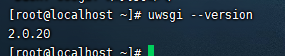 [root@localhost ~]# uwsgi --version
2.0.20
[root@localhost ~]#